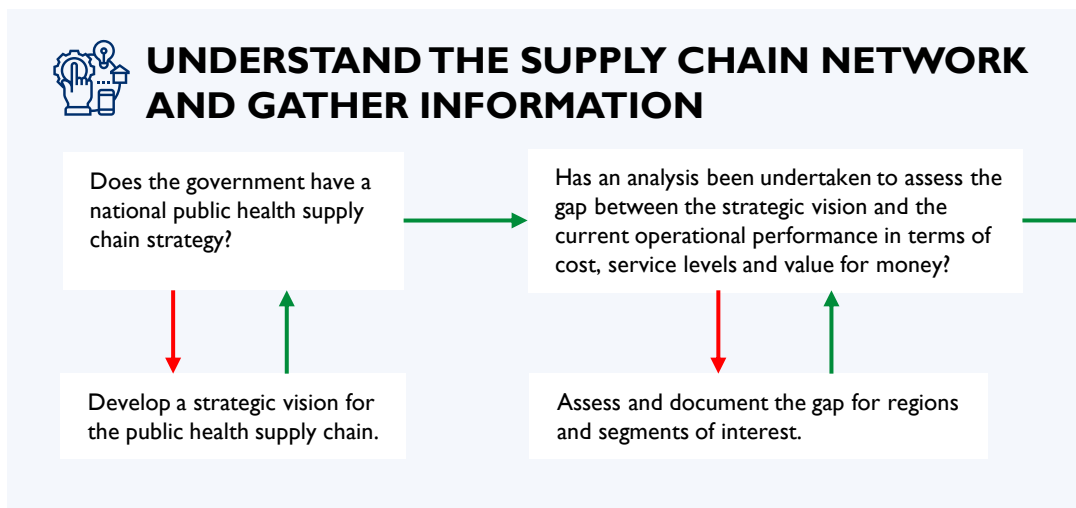 UNDERSTAND THE SUPPLY CHAIN NETWORK
AND GATHER INFORMATION
Does the government have a
national public health supply
chain strategy?
Has an analysis been undertaken to assess the
gap between the strategic vision and the
current operational performance in terms of
cost, service levels and value for money?
Develop a strategic vision for
the public health supply chain.
Assess and document the gap for regions
and segments of interest.